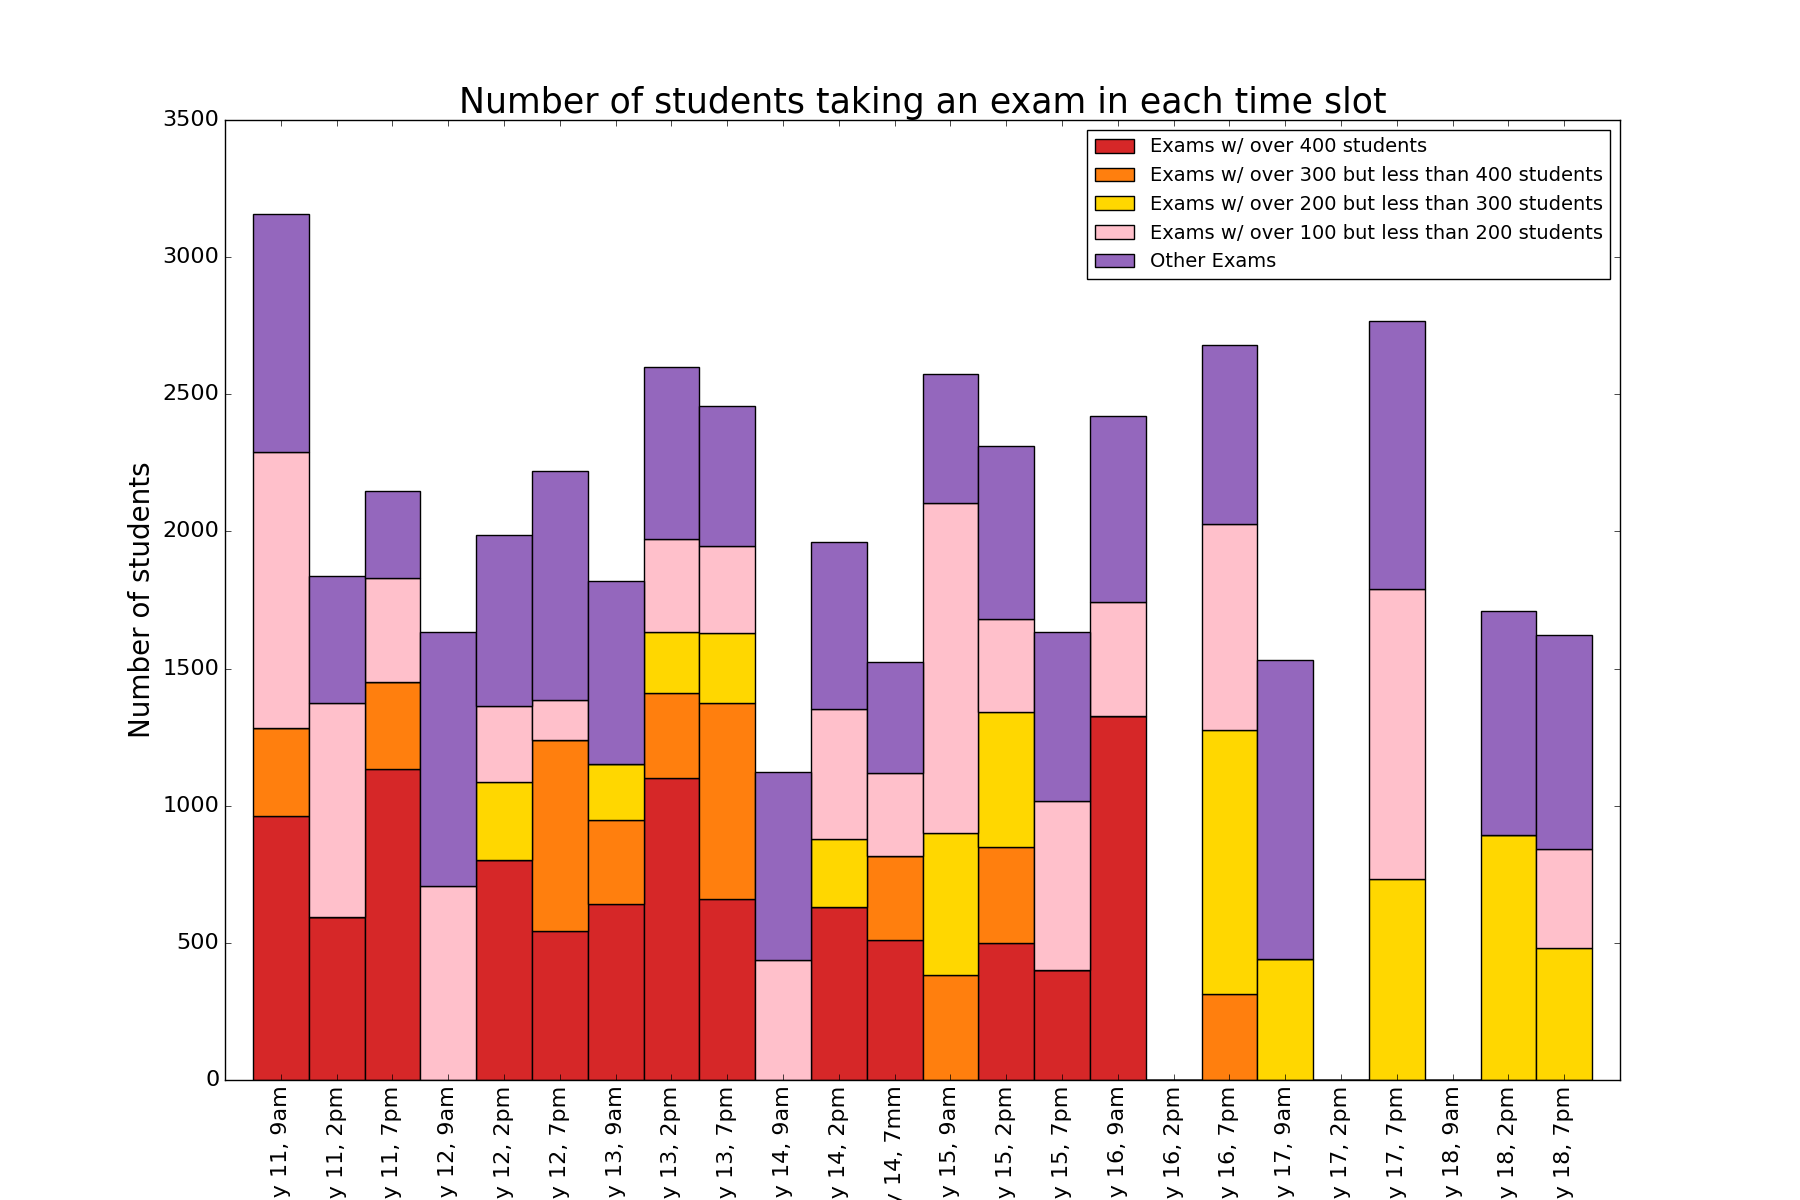 Number of students taking an exam in each time slot
3500
3000
2500
2000
1500
1000
500
0
Number of students
Exams w/ over 400 students
Exams w/ over 300 but less than 400 students
Exams w/ over 200 but less than 300 students
Exams w/ over 100 but less than 200 students
Other Exams
y 11, 9am
y 11, 2pm
y 11, 7pm
y 12, 9am
y 12, 2pm
y 12, 7pm
y 13, 9am
y 13, 2pm
y 13, 7pm
y 14, 9am
y 14, 2pm
y 14, 7mm
y 15, 9am
y 15, 2pm
y 15, 7pm
y 16, 9am
y 16, 2pm
y 16, 7pm
y 17, 9am
y 17, 2pm
y 17, 7pm
y 18, 9am
y 18, 2pm
y 18, 7pm